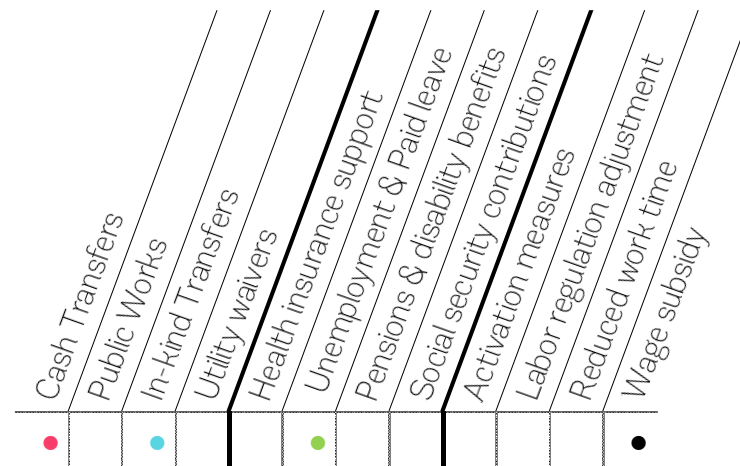 Cash Transfers
Public Works
In-kind Transfers
Utility waivers
Health insurance support
Unemployment & Paid leave
Pensions & disability benefits
Social security contributions
Activation measures
Labor regulation adjustment
Reduced work time
Wage subsidy